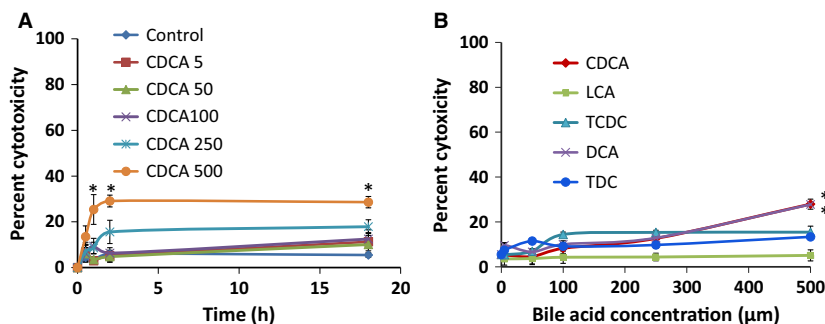 A
Percent cytotoxicity
100
80
60
40
20
0
0
5
10
15
20
Time (h)
Control
CDCA 5
CDCA 50
CDCA100
CDCA 250
CDCA 500
*
*
*
B
Percent cytotoxicity
100
80
60
40
20
0
0
100
200
300
400
500
Bile acid concentration (μm)
CDCA
LCA
TCDC
DCA
TDC
*
*